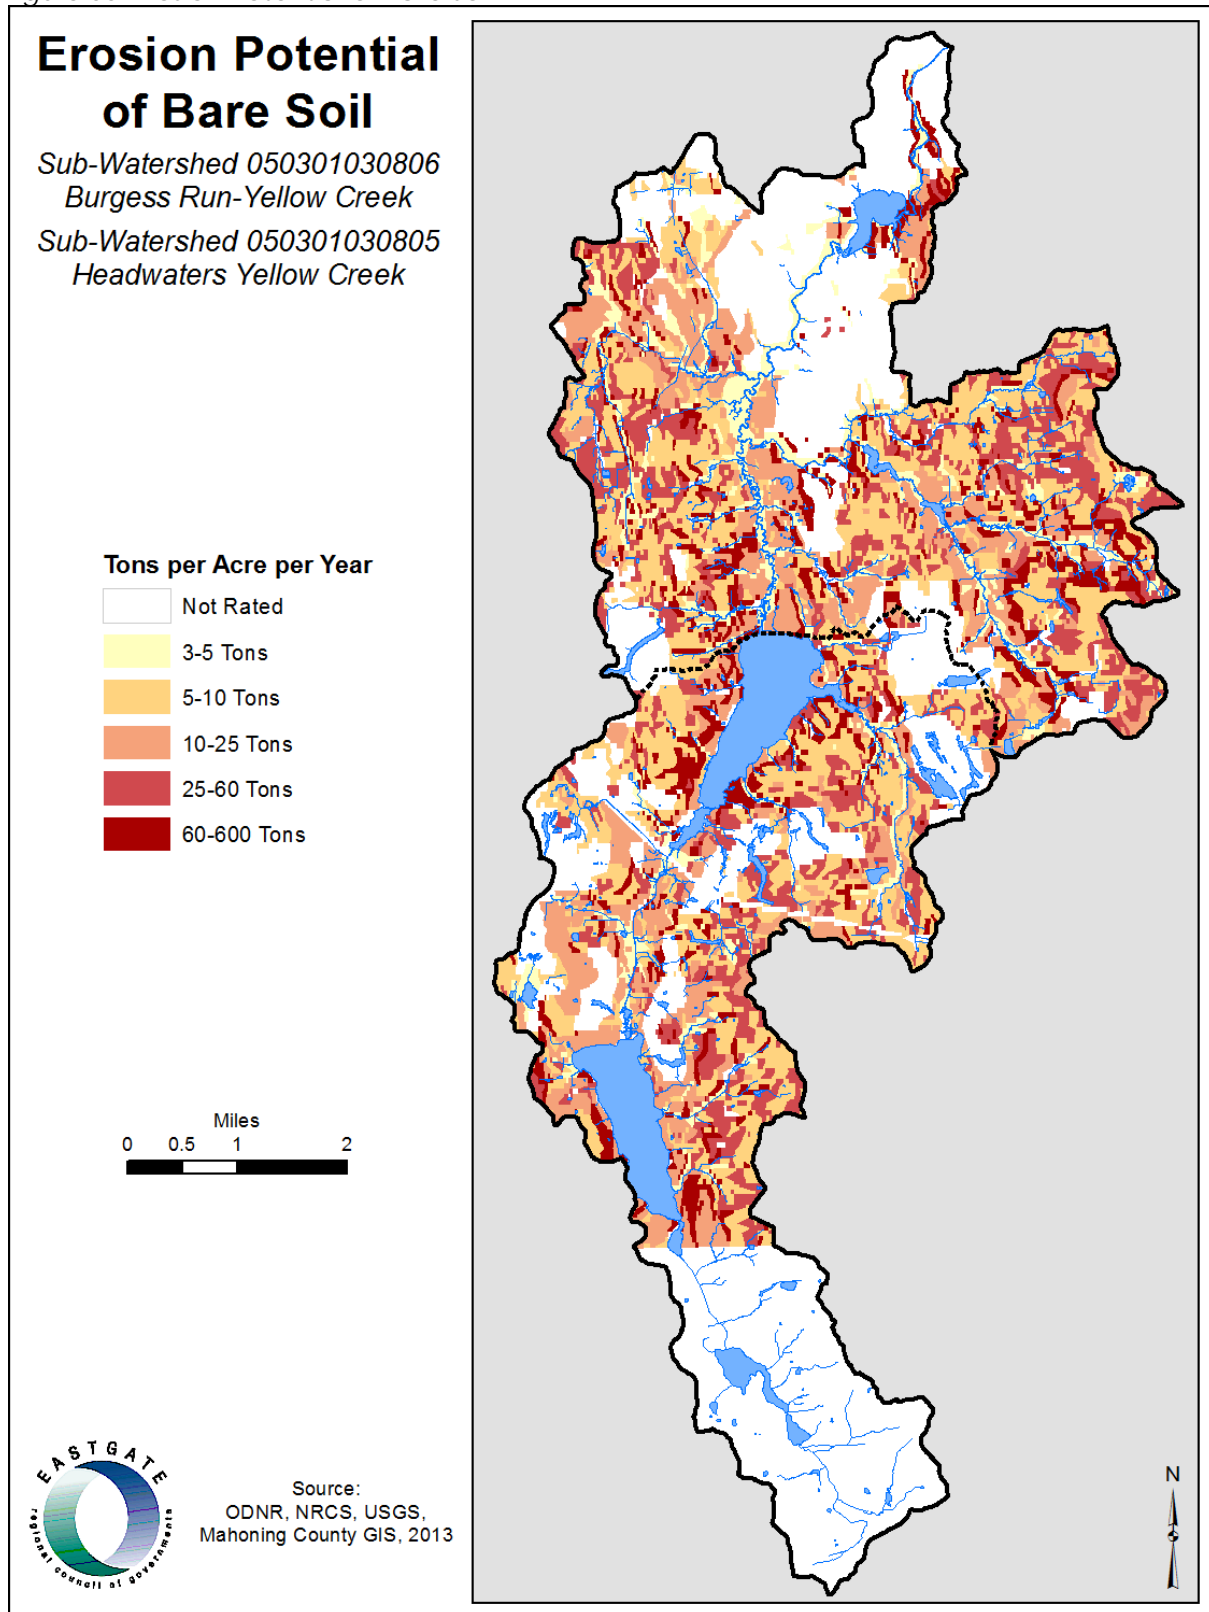 Erosion Potential
of Bare Soil
Sub-Watershed 050301030806
Burgess Run-Yellow Creek
Sub-Watershed 050301030805
Headwaters Yellow Creek
Tons per Acre per Year
Not Rated
3-5 Tons
5-10 Tons
10-25 Tons
25-60 Tons
60-600 Tons
Miles
0 0.5 1 2
EASTGATE
regional council of governments
Source:
ODNR, NRCS, USGS,
Mahoning County GIS, 2013
N